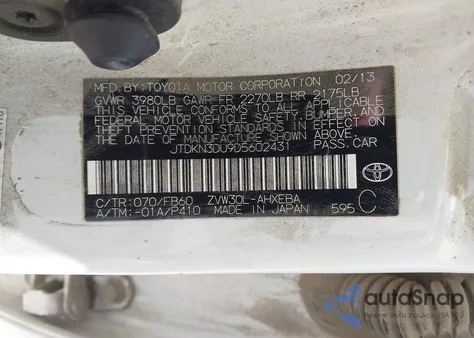 MFD. BY: TOYOTA MOTOR CORPORATION 02/13
GVWR 3980LB GAWR FR 2270LB RR 2175LB
THIS VEHICLE CONFORMS TO ALL APPLICABLE
FEDERAL MOTOR VEHICLE SAFETY, BUMPER, AND
THEFT PREVENTION STANDARDS IN EFFECT ON
THE DATE OF MANUFACTURE SHOWN ABOVE.
JTDKN3DU9D5602431 PASS.CAR
C/TR:070/FB60 ZVW30L-AHXEBA
A/TM:-01A/P410 MADE IN JAPAN 595 C
TOYOTA
autoSnap